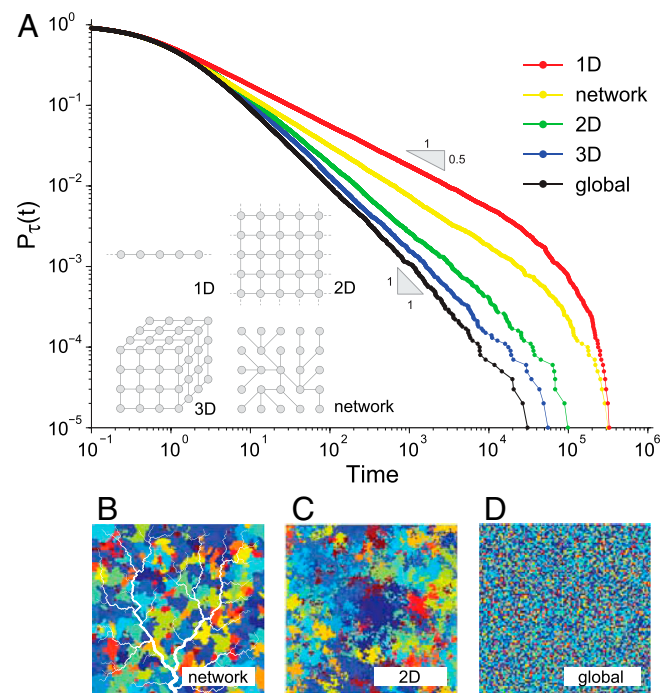 A
10^0
10^-1
10^-2
10^-3
10^-4
10^-5
P_τ(t)
1D
network
2D
3D
global
1
0.5
1
1
1D
2D
3D
network
10^-1
10^0
10^1
10^2
10^3
10^4
10^5
10^6
Time
B
C
D
network
2D
global